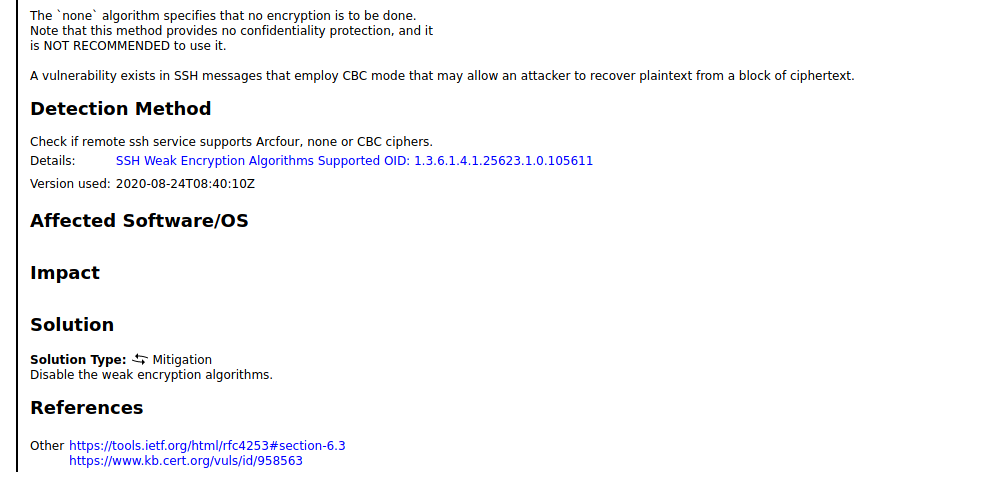 The `none` algorithm specifies that no encryption is to be done.
Note that this method provides no confidentiality protection, and it
is NOT RECOMMENDED to use it.
A vulnerability exists in SSH messages that employ CBC mode that may allow an attacker to recover plaintext from a block of ciphertext.
Detection Method
Check if remote ssh service supports Arcfour, none or CBC ciphers.
Details: SSH Weak Encryption Algorithms Supported OID: 1.3.6.1.4.1.25623.1.0.105611
Version used: 2020-08-24T08:40:10Z
Affected Software/OS
Impact
Solution
Solution Type: Mitigation
Disable the weak encryption algorithms.
References
Other https://tools.ietf.org/html/rfc4253#section-6.3
https://www.kb.cert.org/vuls/id/958563